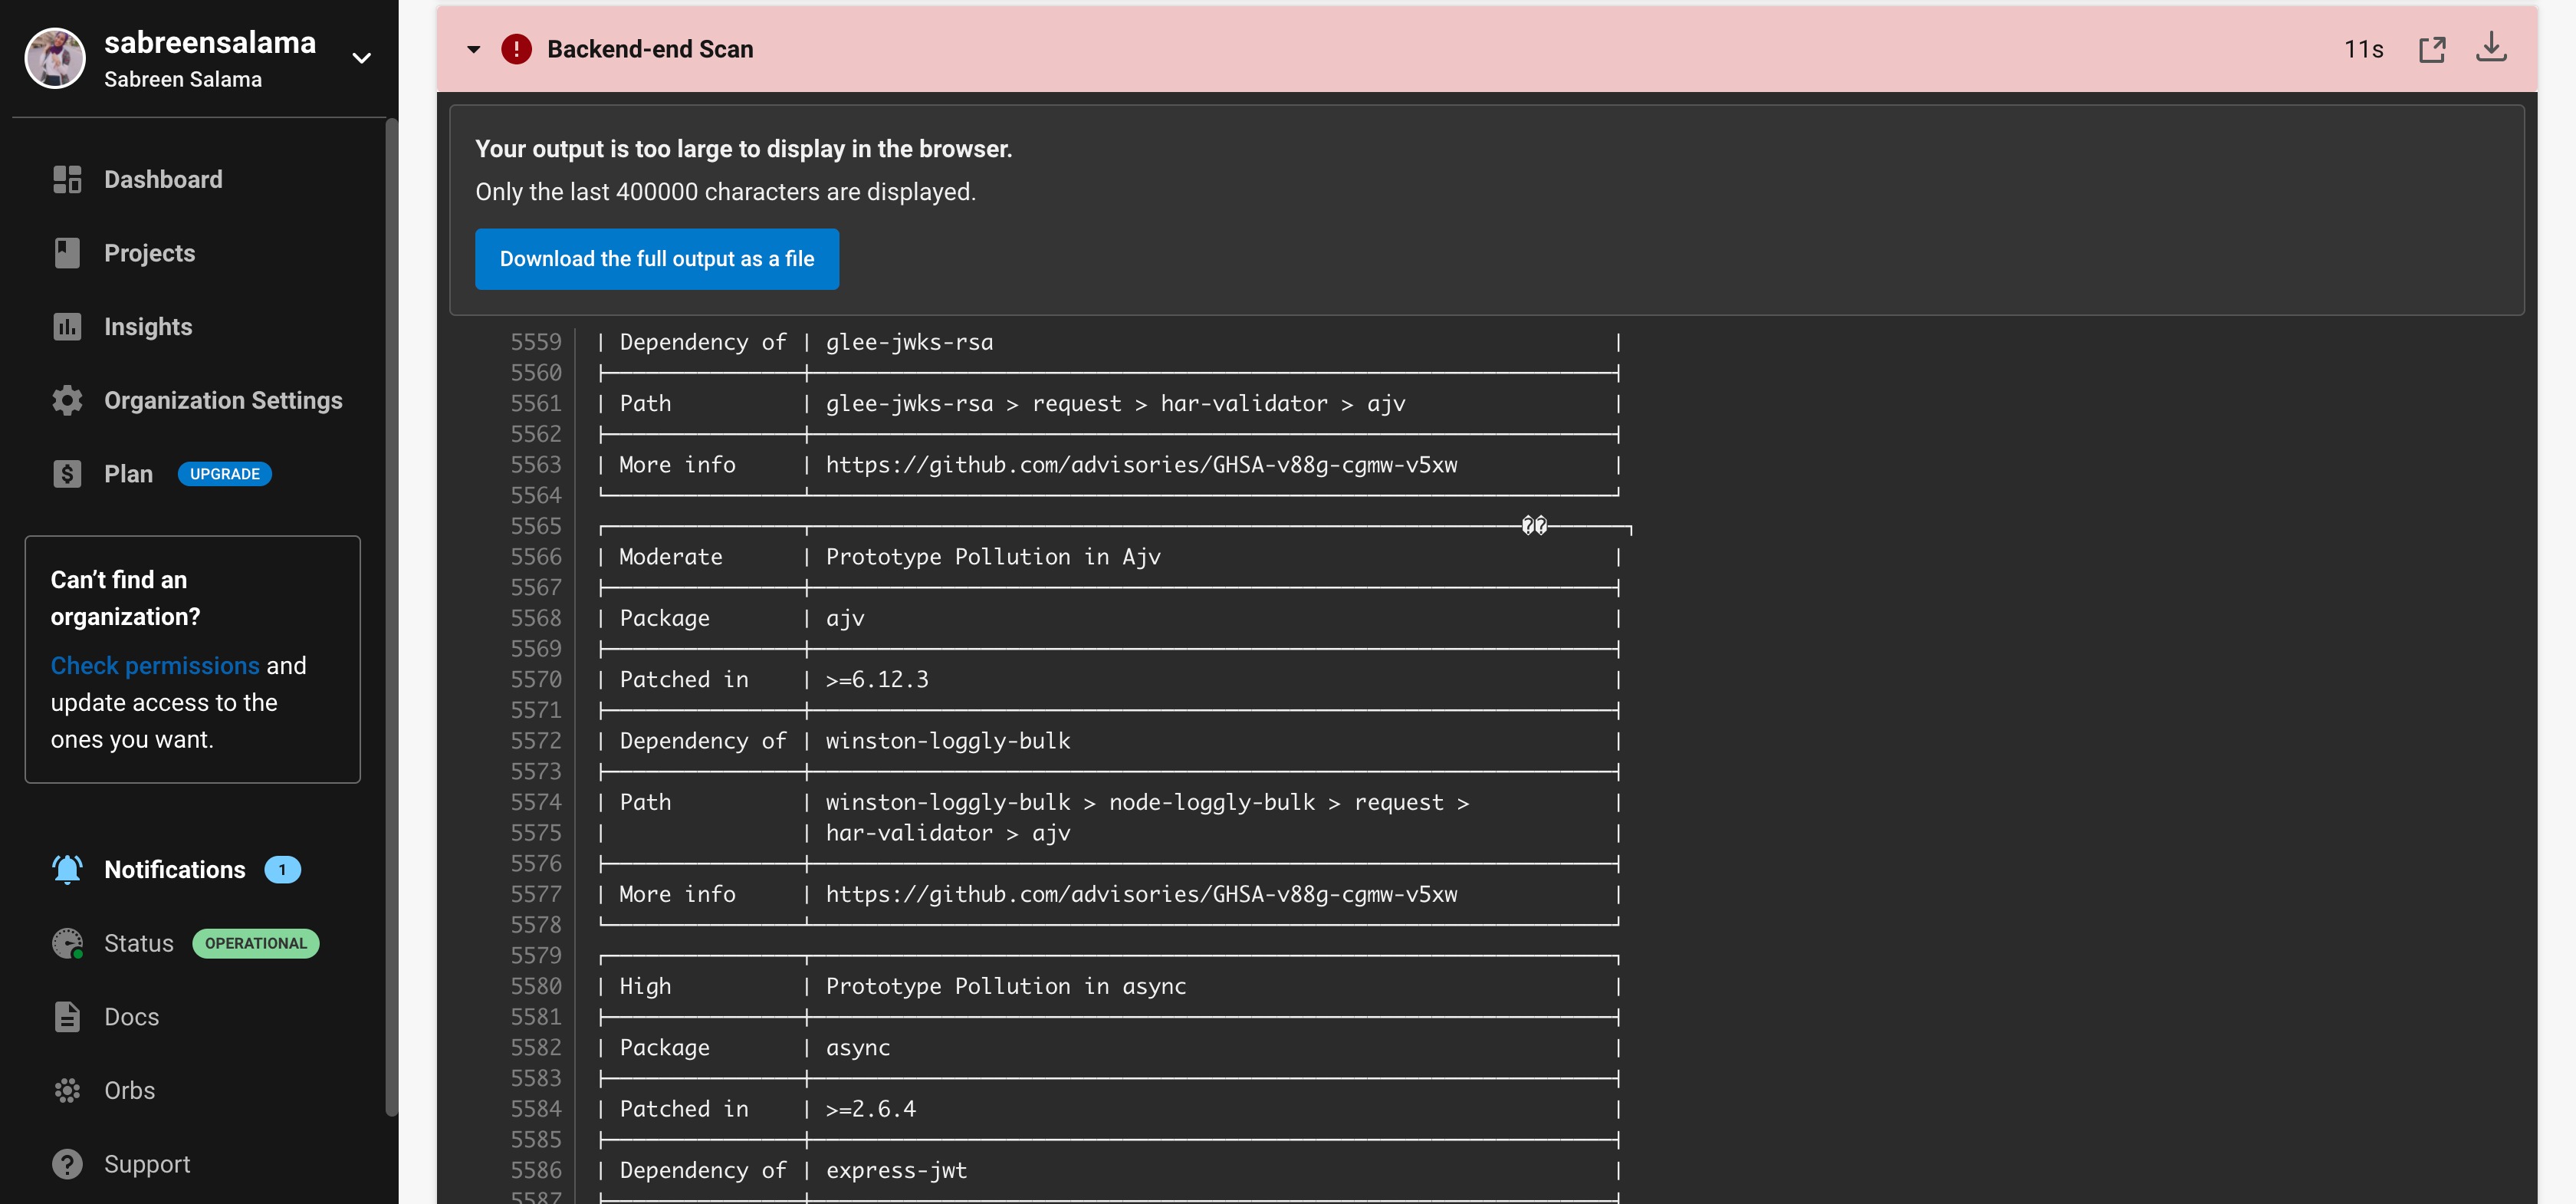 sabreensalama
Sabreen Salama
Dashboard
Projects
Insights
Organization Settings
Plan UPGRADE
Can’t find an
organization?
Check permissions and
update access to the
ones you want.
Notifications 1
Status OPERATIONAL
Docs
Orbs
Support
Backend-end Scan 11s
Your output is too large to display in the browser.
Only the last 400000 characters are displayed.
Download the full output as a file
5559 | Dependency of | glee-jwks-rsa |
5560
5561 | Path | glee-jwks-rsa > request > har-validator > ajv |
5562
5563 | More info | https://github.com/advisories/GHSA-v88g-cgmw-v5xw |
5564
5565 ��
5566 | Moderate | Prototype Pollution in Ajv |
5567
5568 | Package | ajv |
5569
5570 | Patched in | >=6.12.3 |
5571
5572 | Dependency of | winston-loggly-bulk |
5573
5574 | Path | winston-loggly-bulk > node-loggly-bulk > request > |
5575 | | har-validator > ajv |
5576
5577 | More info | https://github.com/advisories/GHSA-v88g-cgmw-v5xw |
5578
5579
5580 | High | Prototype Pollution in async |
5581
5582 | Package | async |
5583
5584 | Patched in | >=2.6.4 |
5585
5586 | Dependency of | express-jwt |
5587